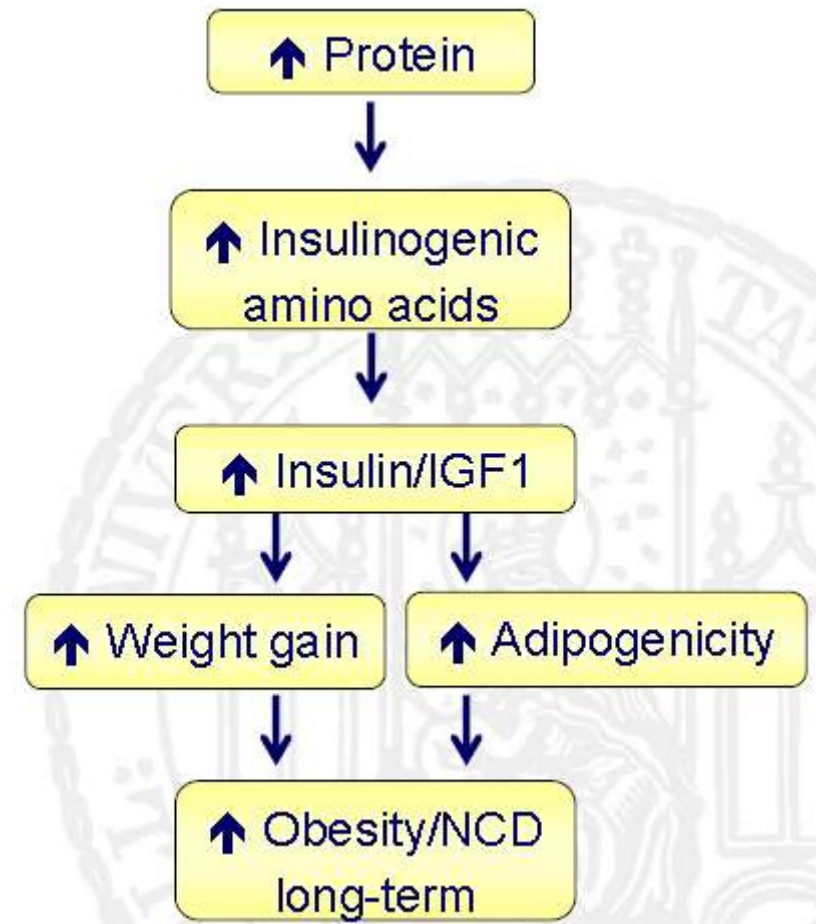 ↑ Protein
↑ Insulinogenic
amino acids
↑ Insulin/IGF1
↑ Weight gain
↑ Adipogenicity
↑ Obesity/NCD
long-term